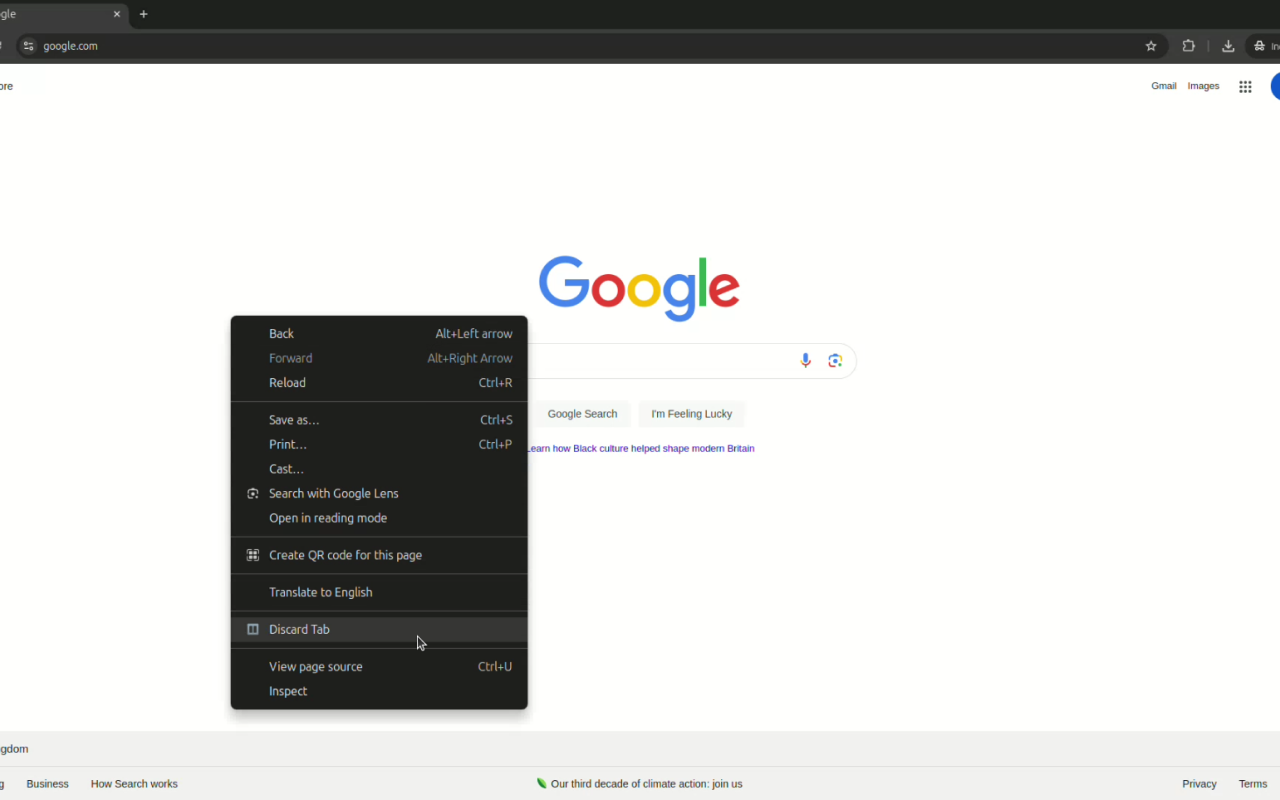 gle
google.com
ore
Gmail Images
Google
Back Alt+Left arrow
Forward Alt+Right Arrow
Reload Ctrl+R
Save as... Ctrl+S
Print... Ctrl+P
Cast...
Search with Google Lens
Open in reading mode
Create QR code for this page
Translate to English
Discard Tab
View page source Ctrl+U
Inspect
Google Search I'm Feeling Lucky
Learn how Black culture helped shape modern Britain
gdom
g Business How Search works Our third decade of climate action: join us Privacy Terms